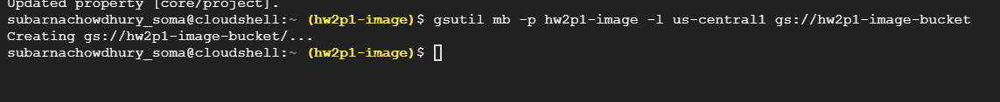 Updated property [core/project].
subarnachowdhury_soma@cloudshell:~ (hw2p1-image)$ gsutil mb -p hw2p1-image -l us-central1 gs://hw2p1-image-bucket
Creating gs://hw2p1-image-bucket/...
subarnachowdhury_soma@cloudshell:~ (hw2p1-image)$